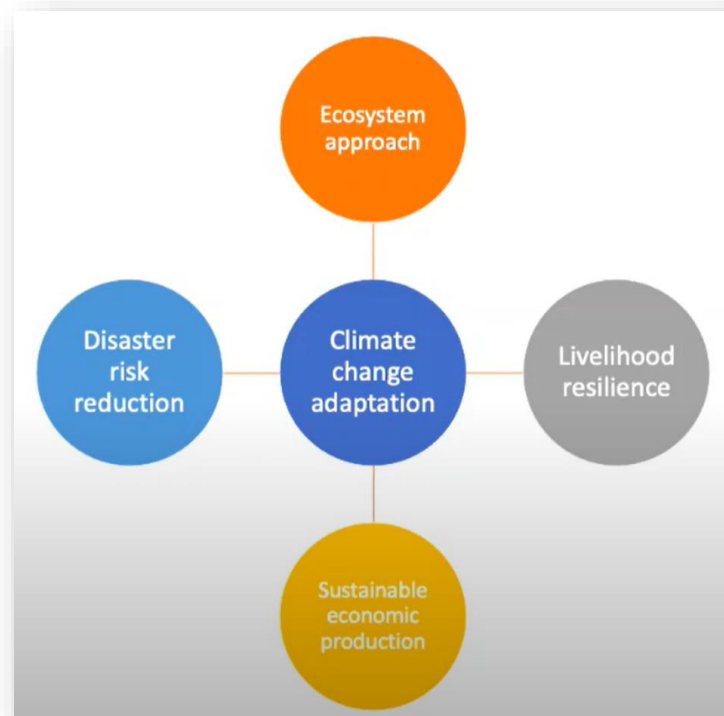 Ecosystem
approach
Disaster
risk
reduction
Climate
change
adaptation
Livelihood
resilience
Sustainable
economic
production